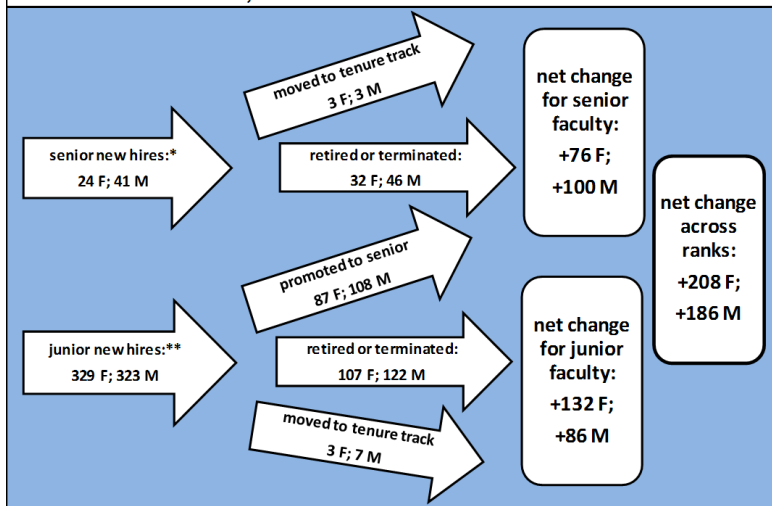 moved to tenure track
3 F; 3 M
senior new hires:*
24 F; 41 M
retired or terminated:
32 F; 46 M
net change
for senior
faculty:
+76 F;
+100 M
promoted to senior
87 F; 108 M
junior new hires:**
329 F; 323 M
retired or terminated:
107 F; 122 M
moved to tenure track
3 F; 7 M
net change
for junior
faculty:
+132 F;
+86 M
net change
across
ranks:
+208 F;
+186 M